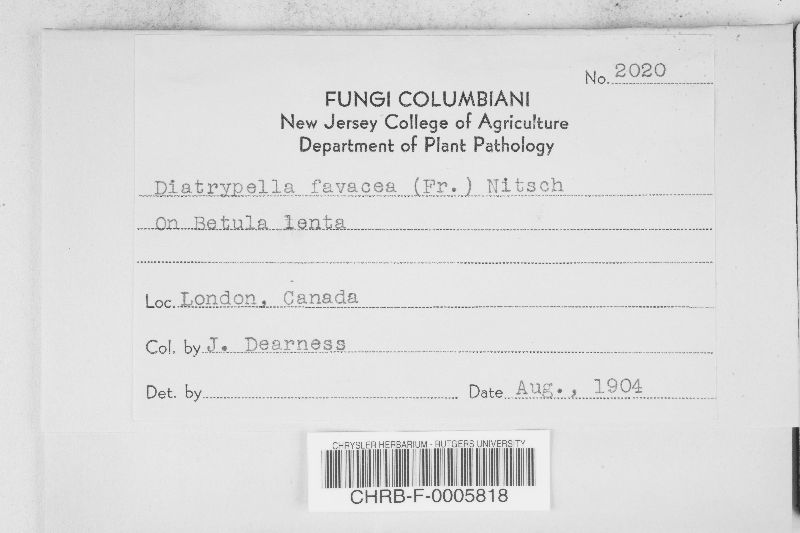 No. 2020
FUNGI COLUMBIANI
New Jersey College of Agriculture
Department of Plant Pathology
Diatrypella favacea (Fr.) Nitsch
On Betula lenta
Loc. London, Canada
Col. by J. Dearness
Det. by
Date Aug., 1904
CHRYSLER HERBARIUM - RUTGERS UNIVERSITY
CHRB-F-0005818